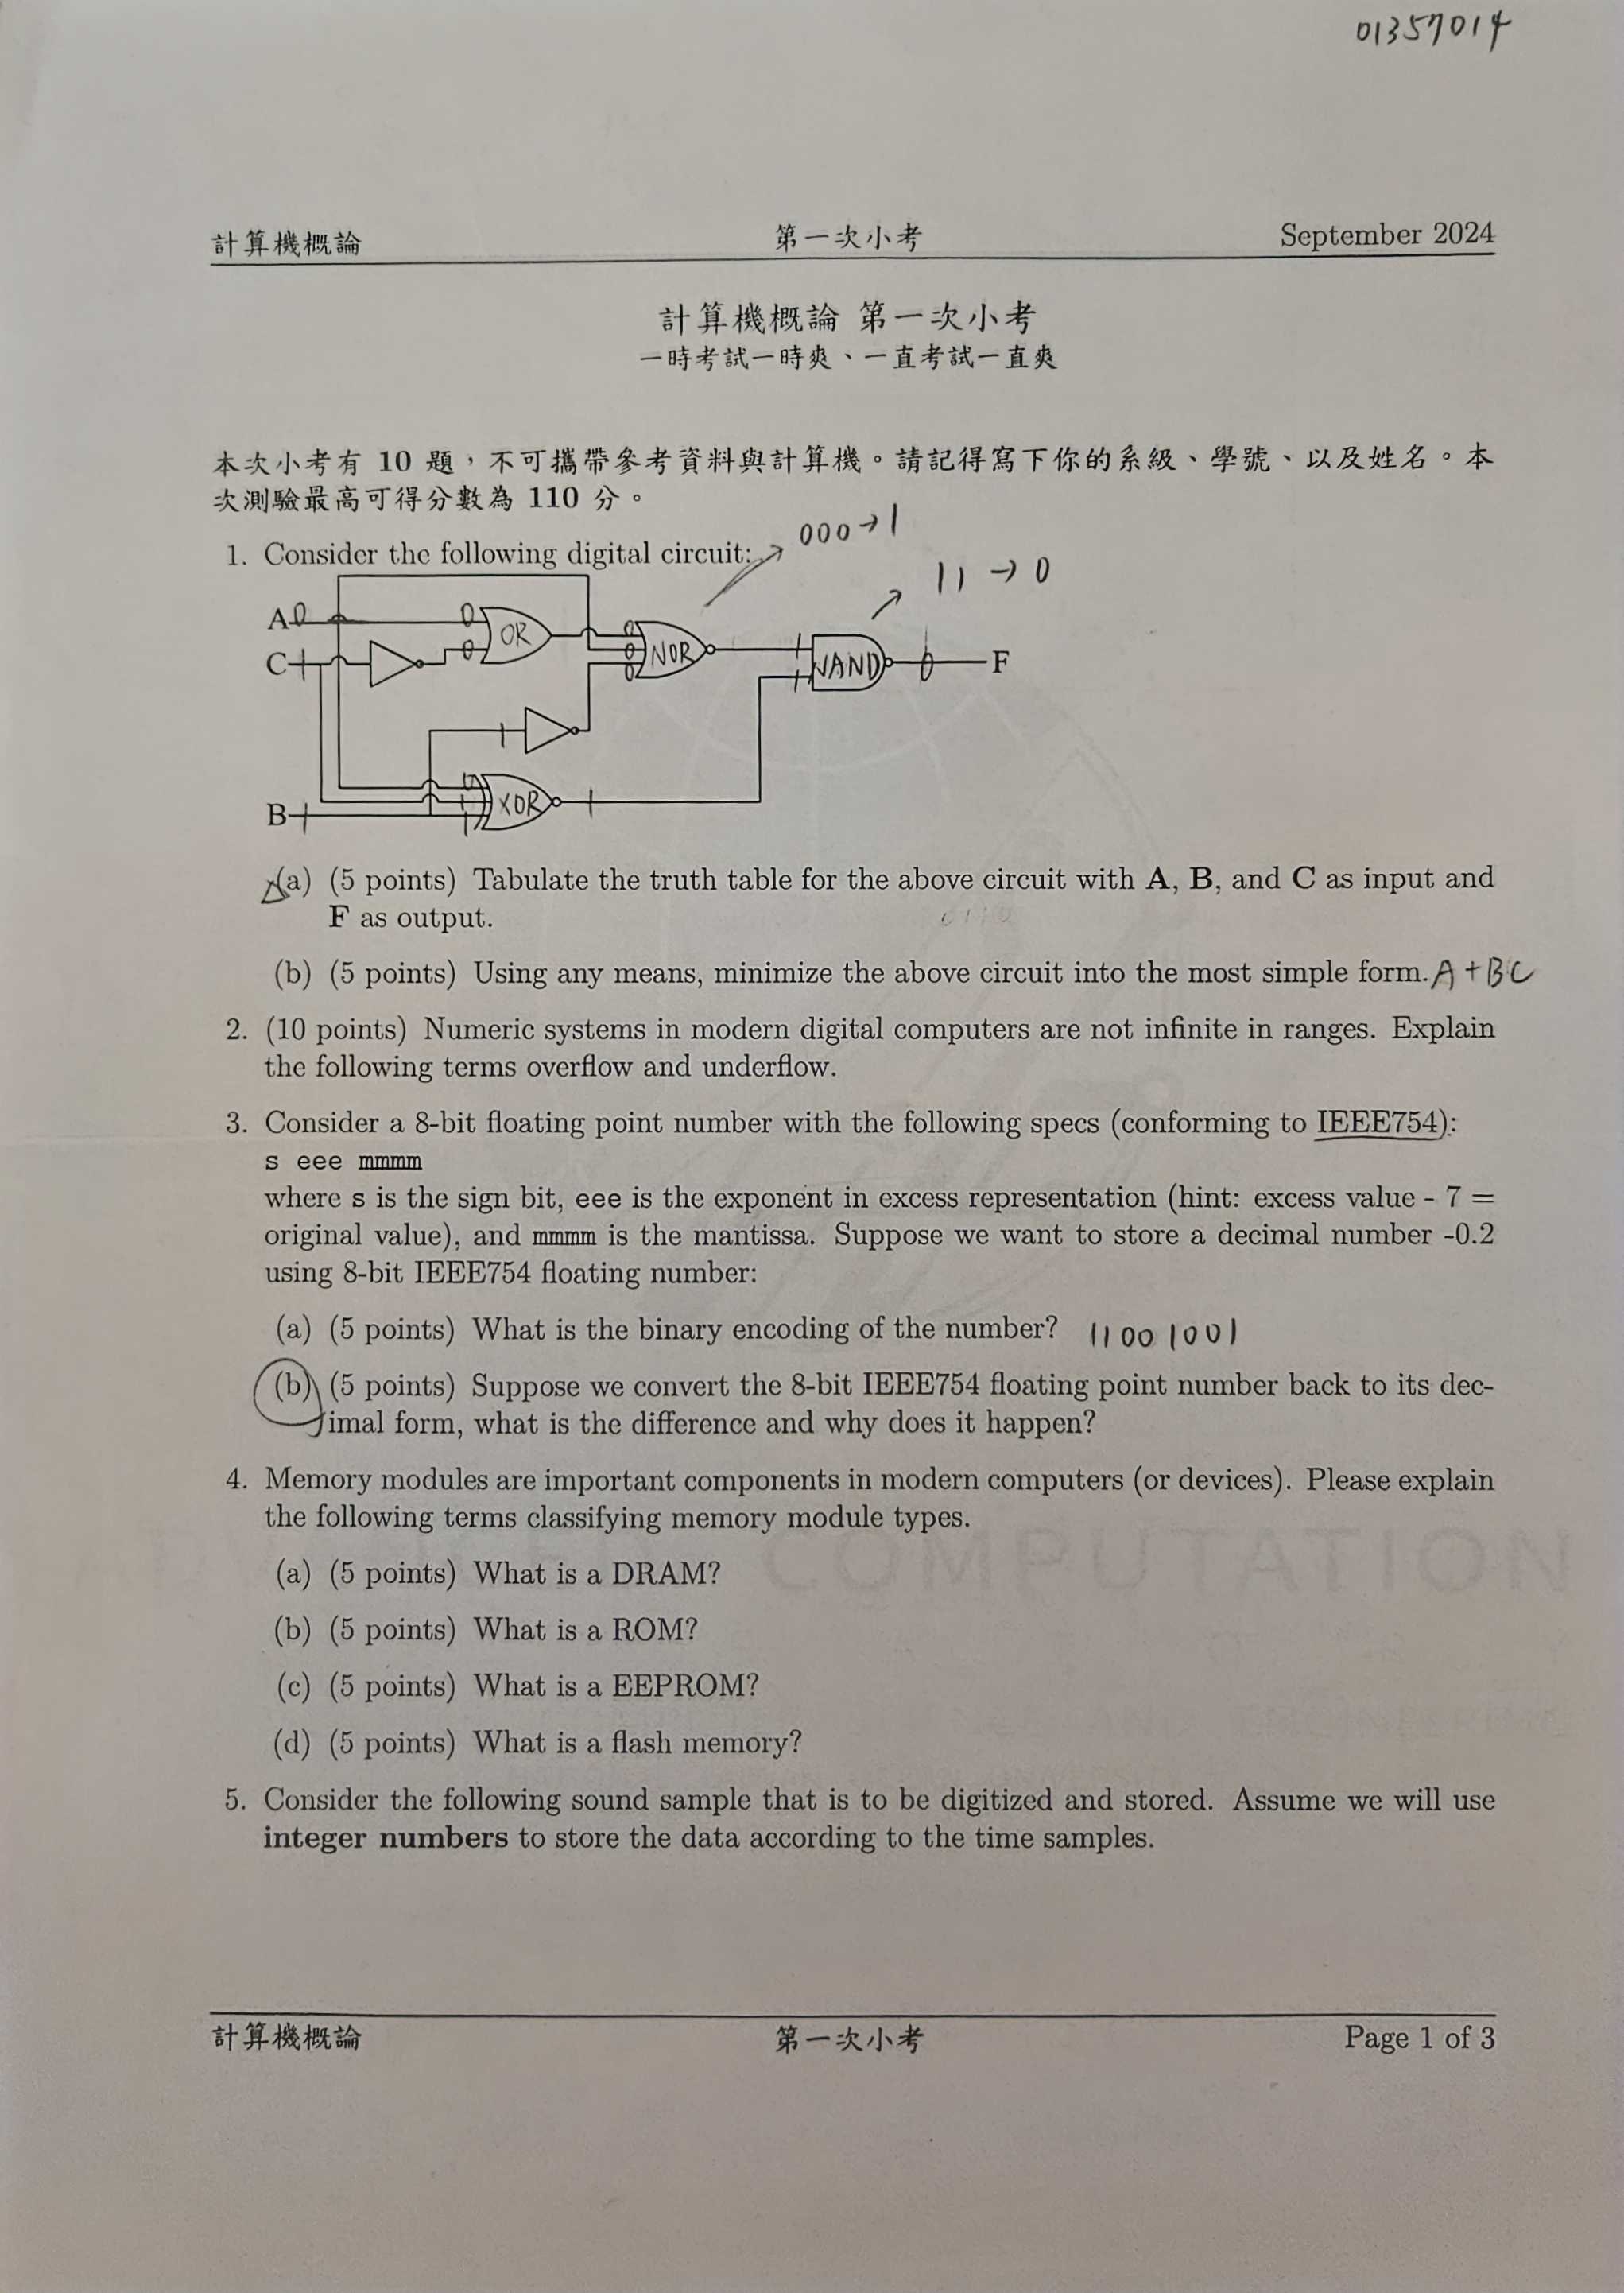 01357014
計算機概論 第一次小考 September 2024
計算機概論 第一次小考
一時考試一時爽、一直考試一直爽
本次小考有 10 題，不可攜帶參考資料與計算機。請記得寫下你的系級、學號、以及姓名。本
次測驗最高可得分數為 110 分。
000→1
1. Consider the following digital circuit:
11→0
A 0 0 OR 0 NOR 1 NAND 0 F
C 1 0 0 0 1
1
B 1 0 1 1 XOR 1
(a) (5 points) Tabulate the truth table for the above circuit with A, B, and C as input and
F as output.
(b) (5 points) Using any means, minimize the above circuit into the most simple form. A+BC
2. (10 points) Numeric systems in modern digital computers are not infinite in ranges. Explain
the following terms overflow and underflow.
3. Consider a 8-bit floating point number with the following specs (conforming to IEEE754):
s eee mmmm
where s is the sign bit, eee is the exponent in excess representation (hint: excess value - 7 =
original value), and mmmm is the mantissa. Suppose we want to store a decimal number -0.2
using 8-bit IEEE754 floating number:
(a) (5 points) What is the binary encoding of the number? 11001001
(b) (5 points) Suppose we convert the 8-bit IEEE754 floating point number back to its dec-
imal form, what is the difference and why does it happen?
4. Memory modules are important components in modern computers (or devices). Please explain
the following terms classifying memory module types.
(a) (5 points) What is a DRAM?
(b) (5 points) What is a ROM?
(c) (5 points) What is a EEPROM?
(d) (5 points) What is a flash memory?
COMPUTATION
5. Consider the following sound sample that is to be digitized and stored. Assume we will use
integer numbers to store the data according to the time samples.
計算機概論 第一次小考 Page 1 of 3